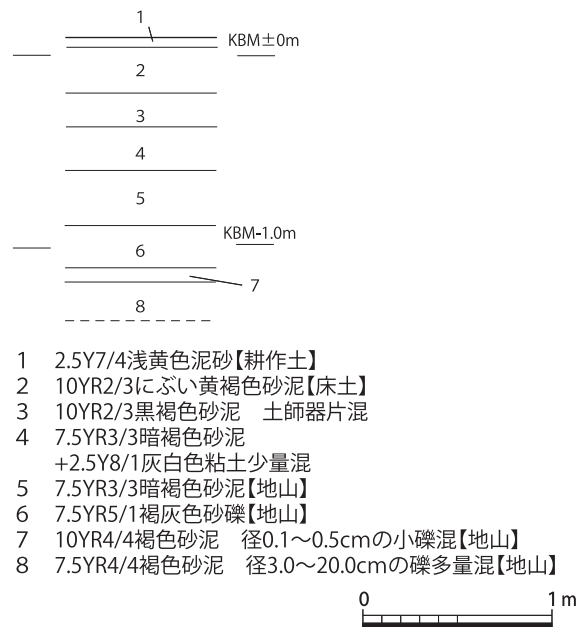 1
KBM±0m
2
3
4
5
KBM-1.0m
6
7
8
1 2.5Y7/4浅黄色泥砂【耕作土】
2 10YR2/3にぶい黄褐色砂泥【床土】
3 10YR2/3黒褐色砂泥　土師器片混
4 7.5YR3/3暗褐色砂泥
+2.5Y8/1灰白色粘土少量混
5 7.5YR3/3暗褐色砂泥【地山】
6 7.5YR5/1褐灰色砂礫【地山】
7 10YR4/4褐色砂泥　径0.1～0.5cmの小礫混【地山】
8 7.5YR4/4褐色砂泥　径3.0～20.0cmの礫多量混【地山】
0 1 m